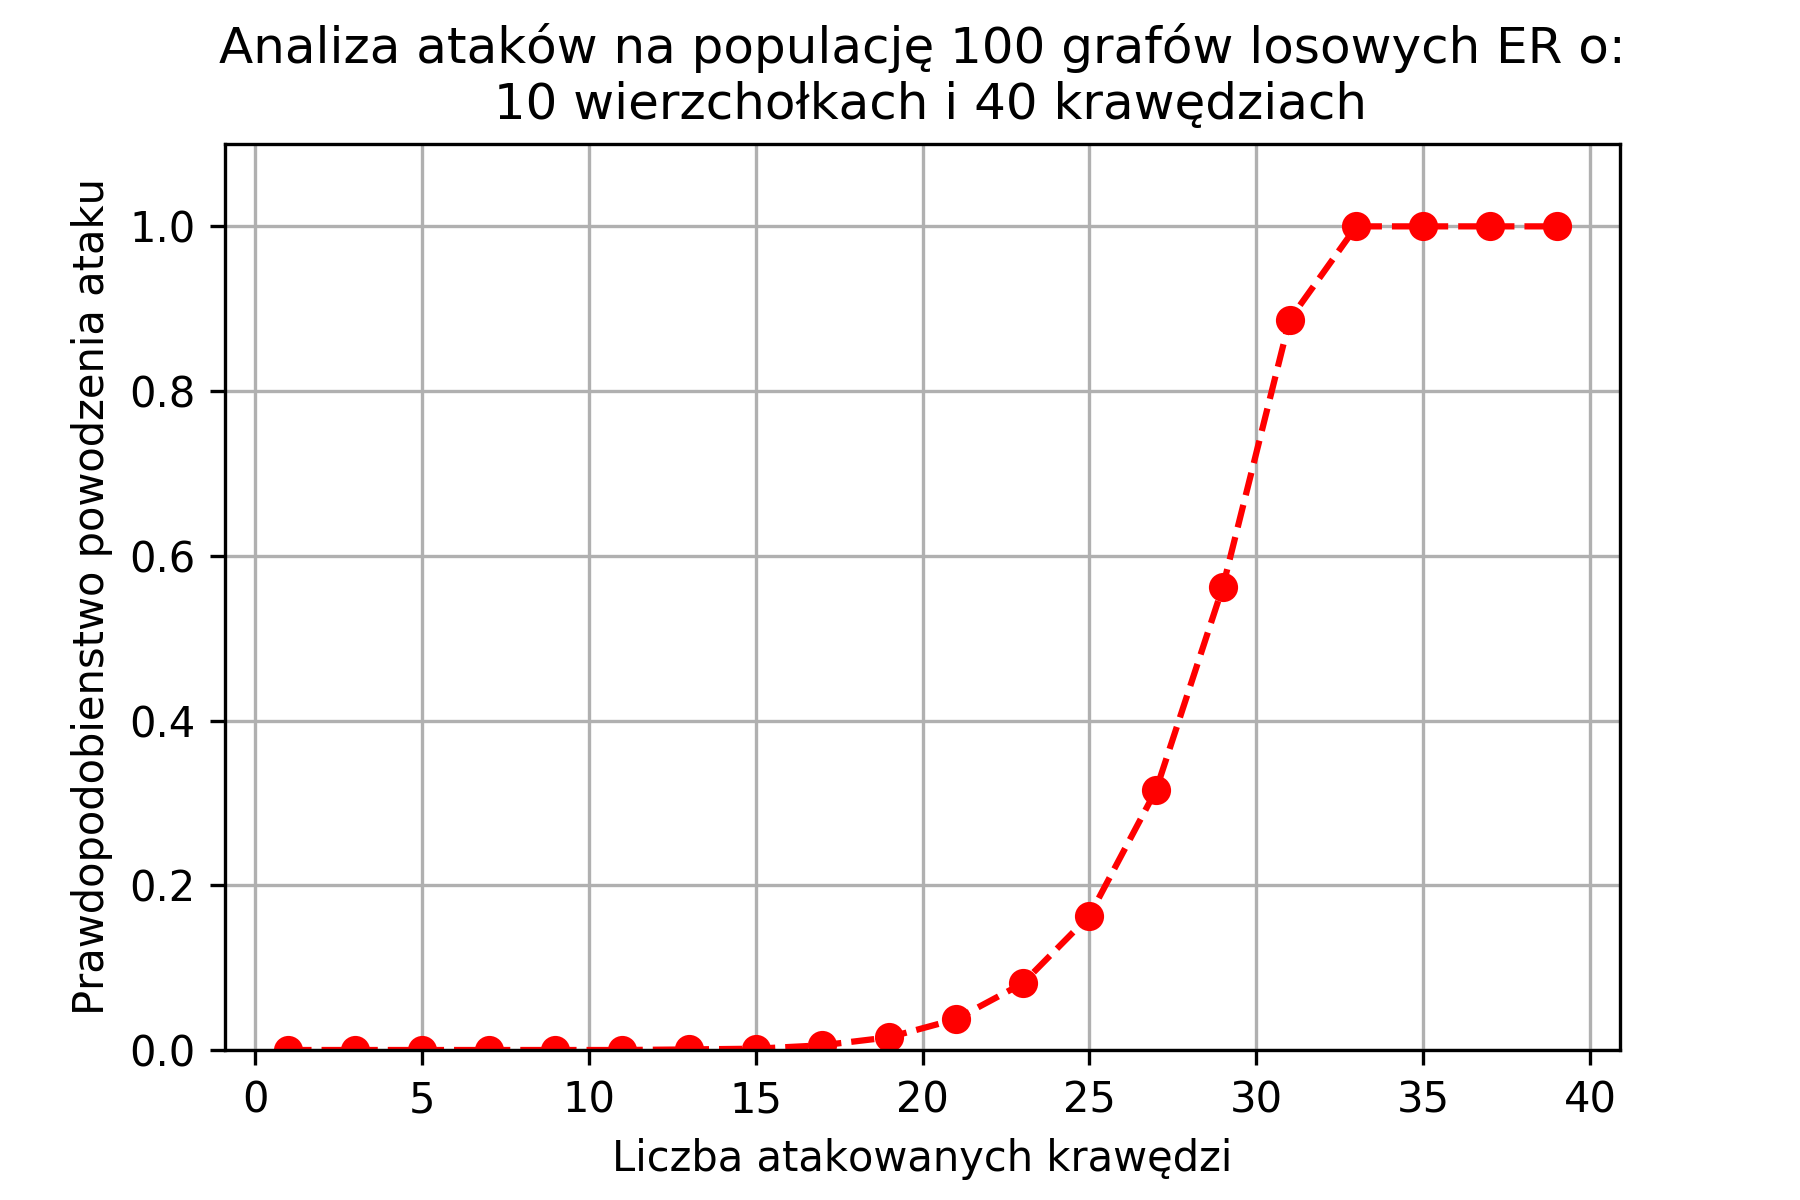 Analiza ataków na populację 100 grafów losowych ER o:
10 wierzchołkach i 40 krawędziach
Prawdopodobienstwo powodzenia ataku
1.0
0.8
0.6
0.4
0.2
0.0
0 5 10 15 20 25 30 35 40
Liczba atakowanych krawędzi